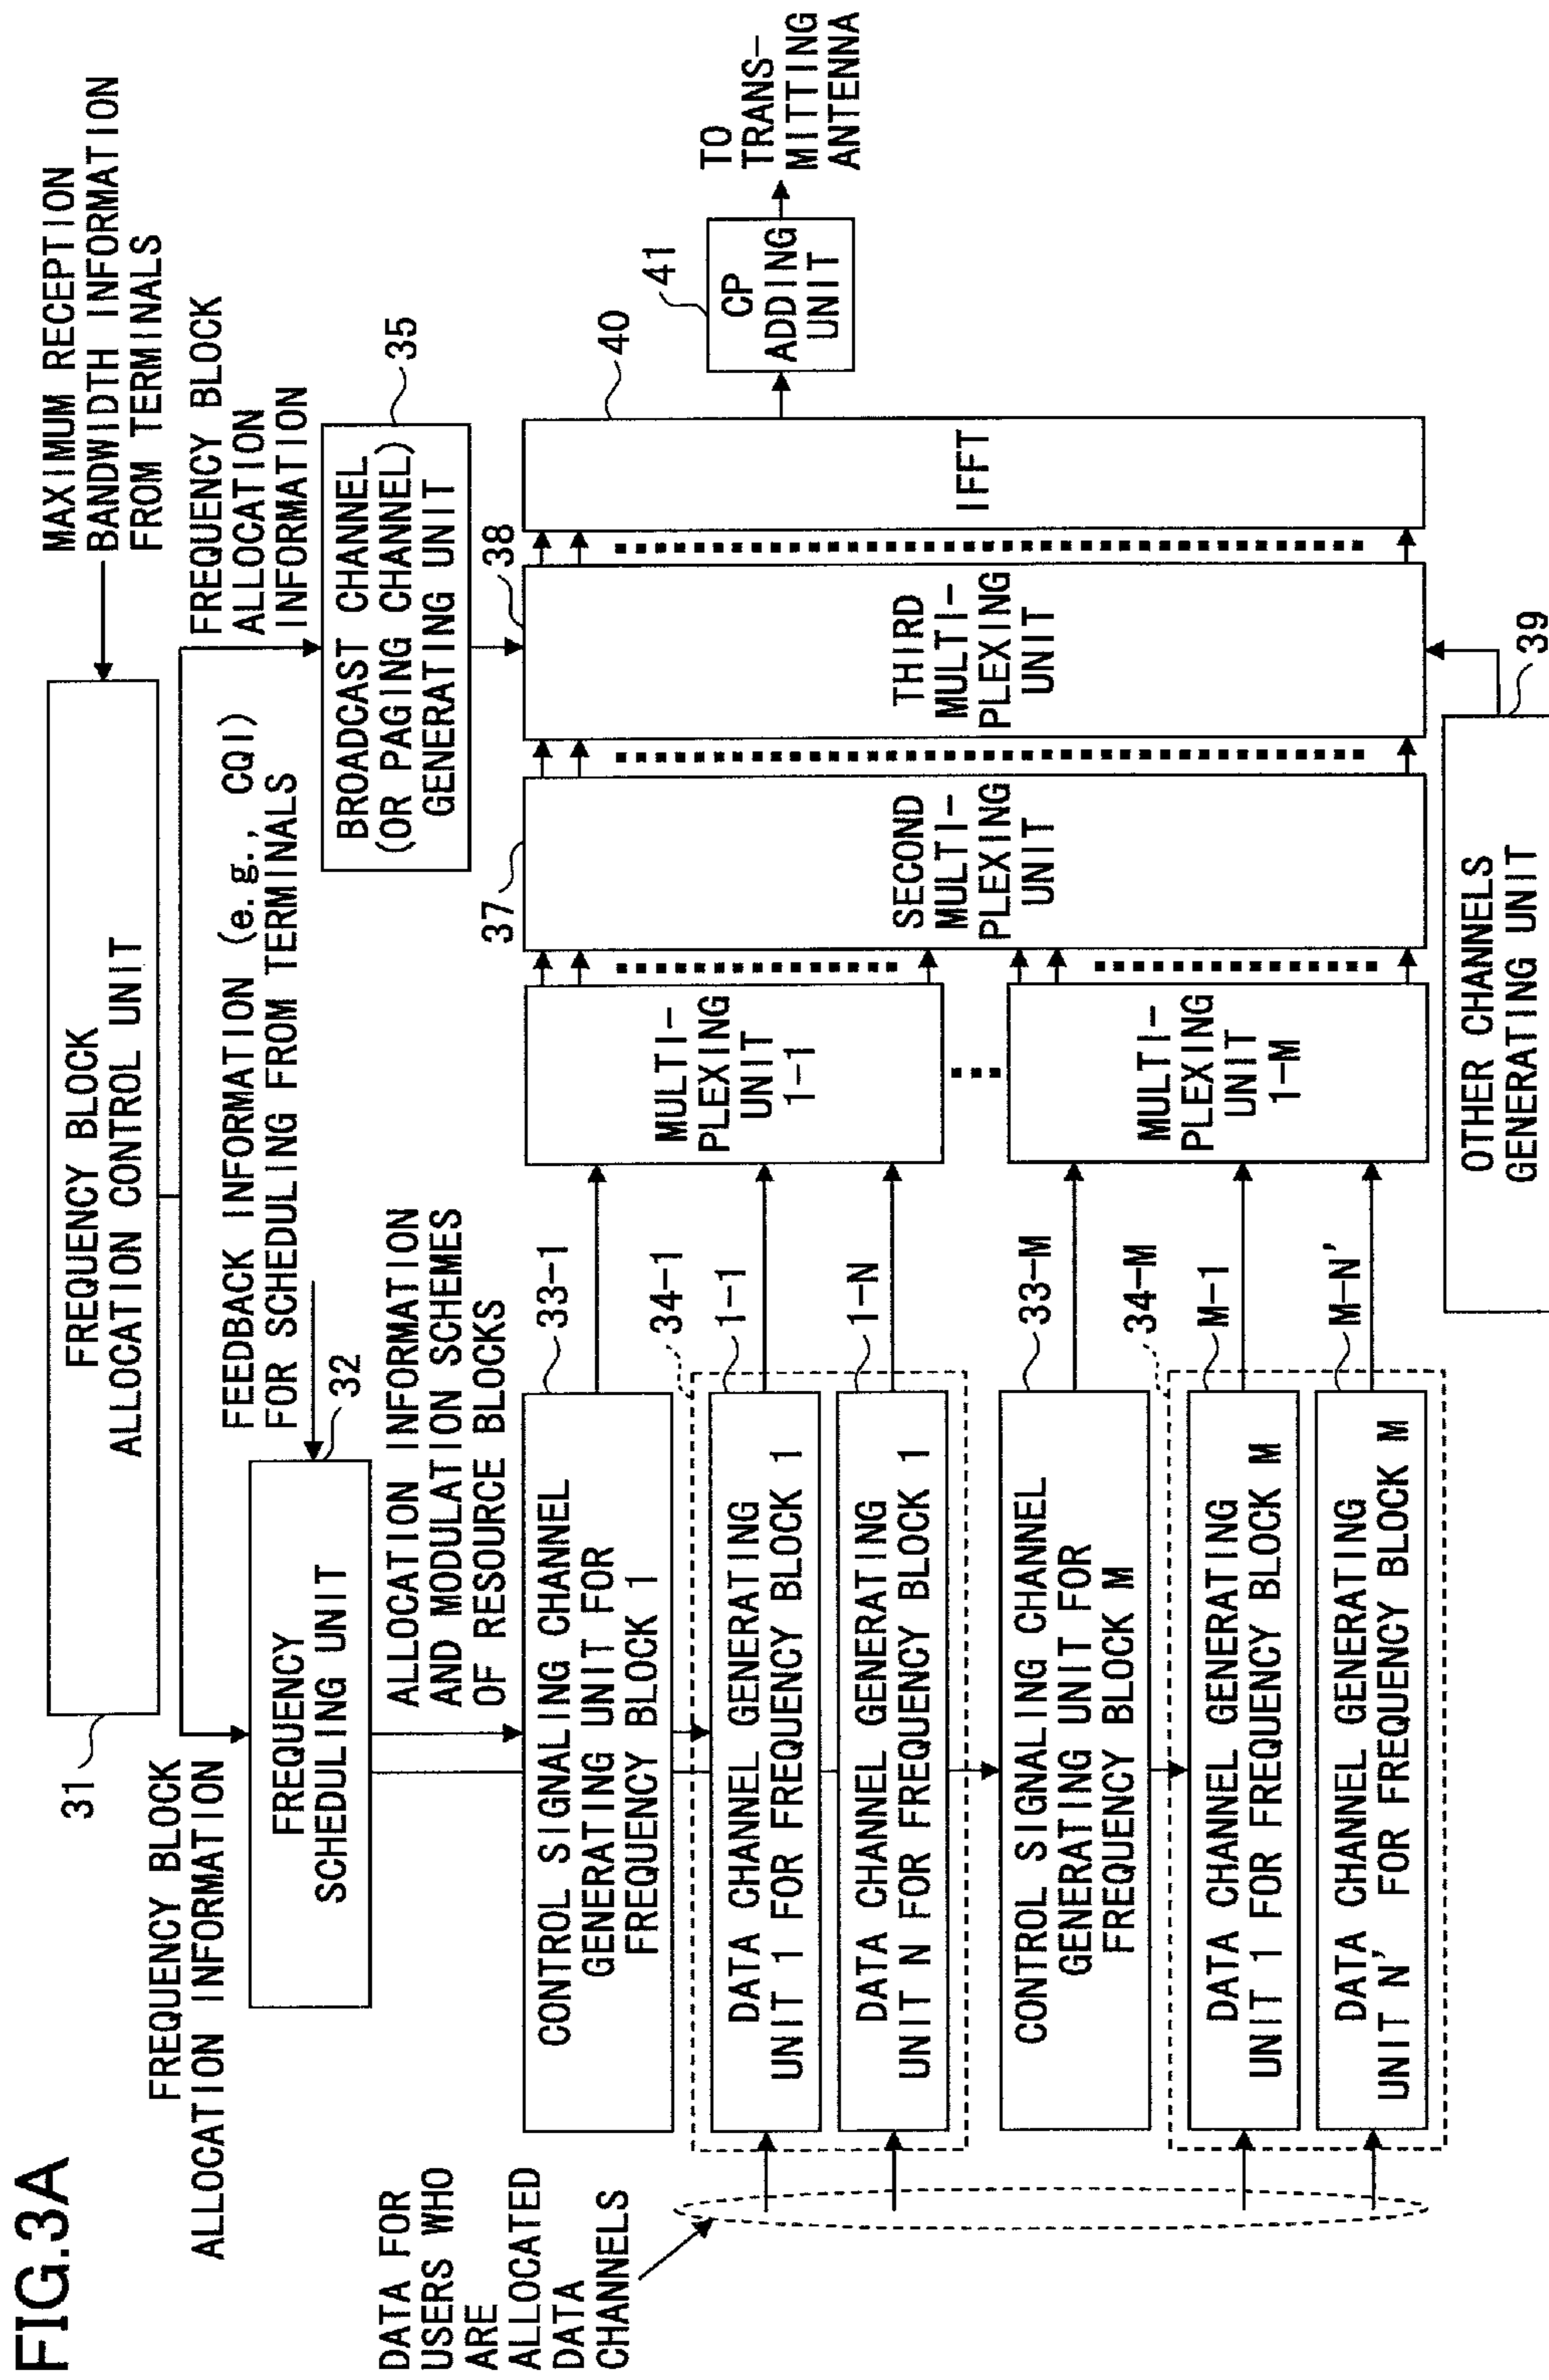 FIG.3A
MAXIMUM RECEPTION
BANDWIDTH INFORMATION
FROM TERMINALS
31
FREQUENCY BLOCK
ALLOCATION CONTROL UNIT
FREQUENCY BLOCK
ALLOCATION INFORMATION
FREQUENCY BLOCK
ALLOCATION
INFORMATION
FEEDBACK INFORMATION (e.g., CQI)
FOR SCHEDULING FROM TERMINALS
32
FREQUENCY
SCHEDULING UNIT
35
BROADCAST CHANNEL
(OR PAGING CHANNEL)
GENERATING UNIT
ALLOCATION INFORMATION
AND MODULATION SCHEMES
OF RESOURCE BLOCKS
DATA FOR
USERS WHO
ARE
ALLOCATED
DATA
CHANNELS
33-1
CONTROL SIGNALING CHANNEL
GENERATING UNIT FOR
FREQUENCY BLOCK 1
34-1
1-1
DATA CHANNEL GENERATING
UNIT 1 FOR FREQUENCY BLOCK 1
1-N
DATA CHANNEL GENERATING
UNIT N FOR FREQUENCY BLOCK 1
33-M
CONTROL SIGNALING CHANNEL
GENERATING UNIT FOR
FREQUENCY BLOCK M
34-M
M-1
DATA CHANNEL GENERATING
UNIT 1 FOR FREQUENCY BLOCK M
M-N'
DATA CHANNEL GENERATING
UNIT N' FOR FREQUENCY BLOCK M
MULTI-
PLEXING
UNIT
1-1
MULTI-
PLEXING
UNIT
1-M
37
SECOND
MULTI-
PLEXING
UNIT
38
THIRD
MULTI-
PLEXING
UNIT
40
IFFT
41
CP
ADDING
UNIT
TO
TRANS-
MITTING
ANTENNA
39
OTHER CHANNELS
GENERATING UNIT